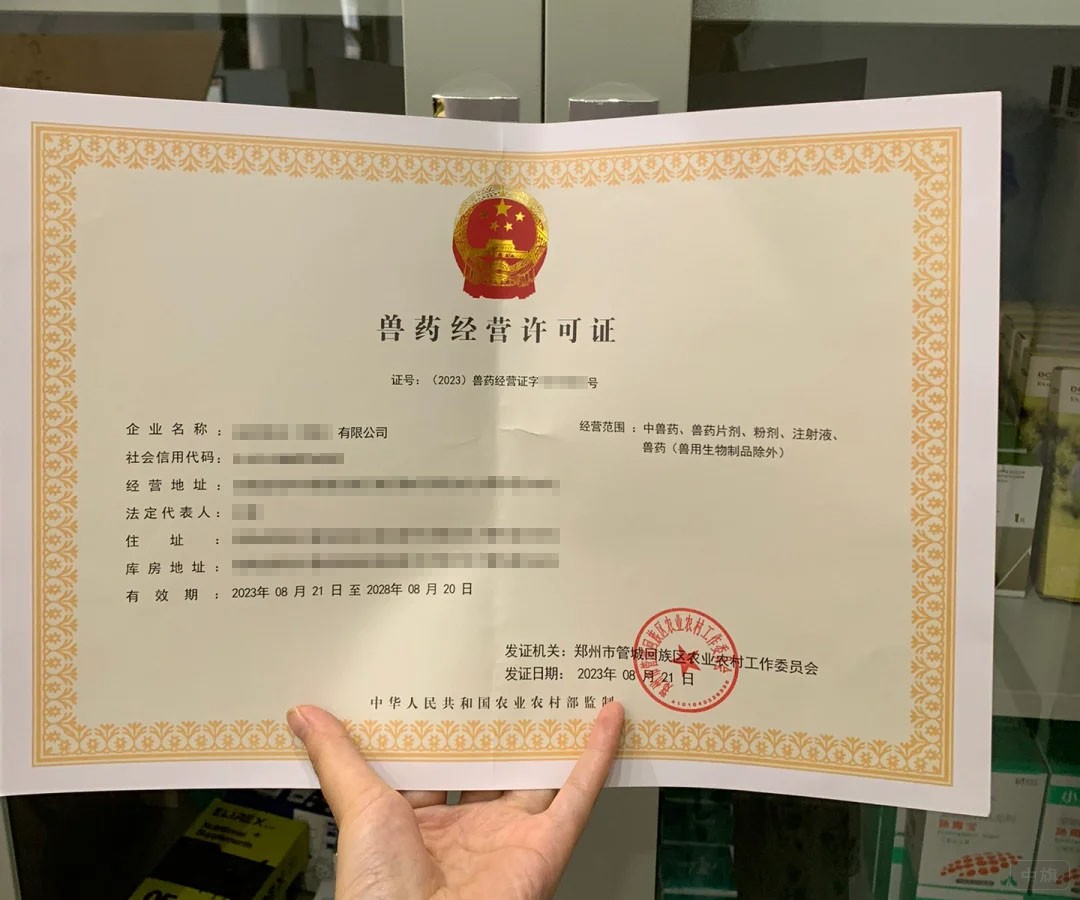 兽药经营许可证
证号：（2023）兽药经营证字 号
企业名称： 有限公司
社会信用代码：
经营地址：
法定代表人：
住址：
库房地址：
有效期：2023年 08 月 21 日 至 2028年 08 月 20 日
经营范围：中兽药、兽药片剂、粉剂、注射液、
兽药（兽用生物制品除外）
发证机关：郑州市管城回族区农业农村工作委员会
发证日期： 2023年 08 月 21 日
中华人民共和国农业农村部监制
中旗